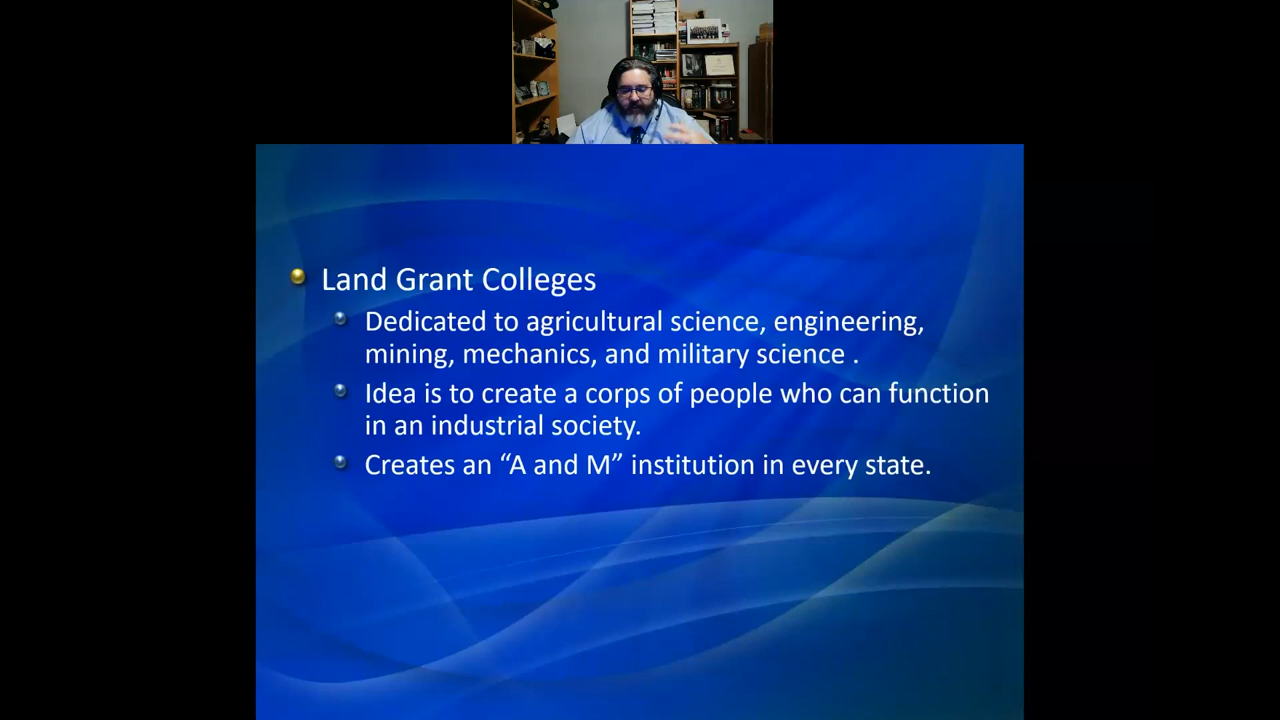 Land Grant Colleges
Dedicated to agricultural science, engineering,
mining, mechanics, and military science .
Idea is to create a corps of people who can function
in an industrial society.
Creates an “A and M” institution in every state.